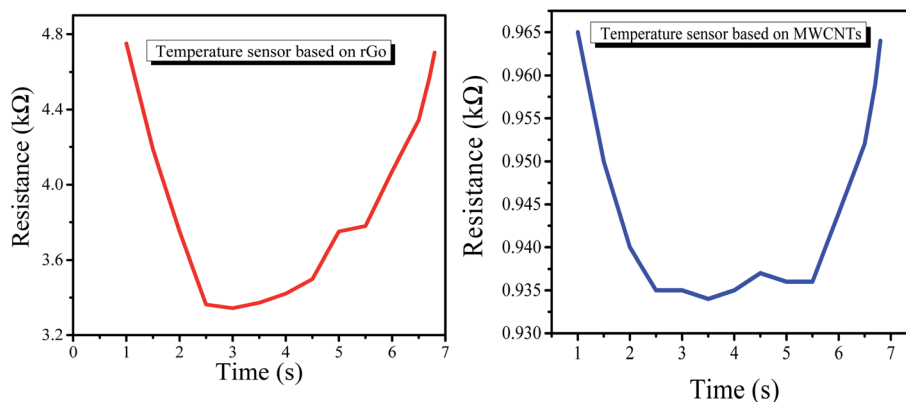 4.8
4.4
4.0
3.6
3.2
Resistance (kΩ)
Temperature sensor based on rGo
0 1 2 3 4 5 6 7
Time (s)
0.965
0.960
0.955
0.950
0.945
0.940
0.935
0.930
Resistance (kΩ)
Temperature sensor based on MWCNTs
1 2 3 4 5 6 7
Time (s)